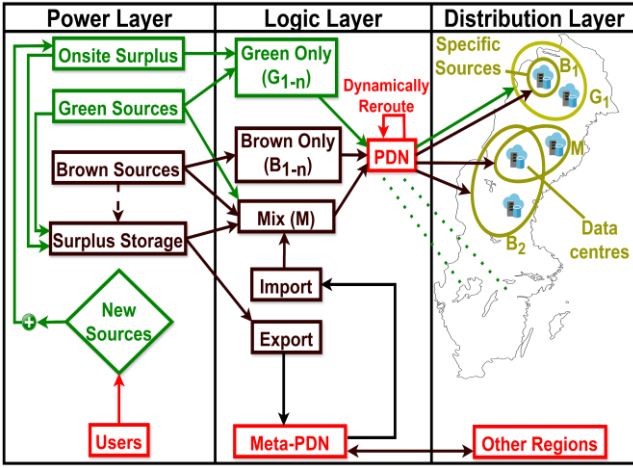 Power Layer
Logic Layer
Distribution Layer
Onsite Surplus
Green Sources
Brown Sources
Surplus Storage
New
Sources
+
Users
Green Only
(G1-n)
Brown Only
(B1-n)
Mix (M)
Import
Export
Meta-PDN
Dynamically
Reroute
PDN
Specific
Sources
B1
G1
M
B2
Data
centres
Other Regions